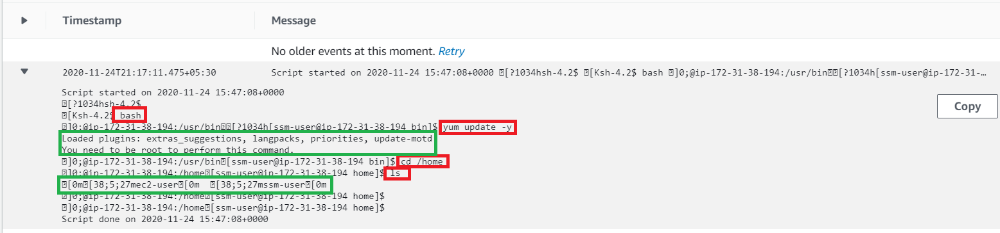 Timestamp Message
No older events at this moment. Retry
2020-11-24T21:17:11.475+05:30 Script started on 2020-11-24 15:47:08+0000 �[?1034hsh-4.2$ �[Ksh-4.2$ bash �]0;@ip-172-31-38-194:/usr/bin��[?1034h[ssm-user@ip-172-31-…
Script started on 2020-11-24 15:47:08+0000
�[?1034hsh-4.2$
Copy
�[Ksh-4.2$ bash
�]0;@ip-172-31-38-194:/usr/bin��[?1034h[ssm-user@ip-172-31-38-194 bin]$ yum update -y
Loaded plugins: extras_suggestions, langpacks, priorities, update-motd
You need to be root to perform this command.
�]0;@ip-172-31-38-194:/usr/bin�[ssm-user@ip-172-31-38-194 bin]$ cd /home
�]0;@ip-172-31-38-194:/home�[ssm-user@ip-172-31-38-194 home]$ ls
�[0m�[38;5;27mec2-user�[0m �[38;5;27mssm-user�[0m
�]0;@ip-172-31-38-194:/home�[ssm-user@ip-172-31-38-194 home]$
�]0;@ip-172-31-38-194:/home�[ssm-user@ip-172-31-38-194 home]$
Script done on 2020-11-24 15:47:08+0000